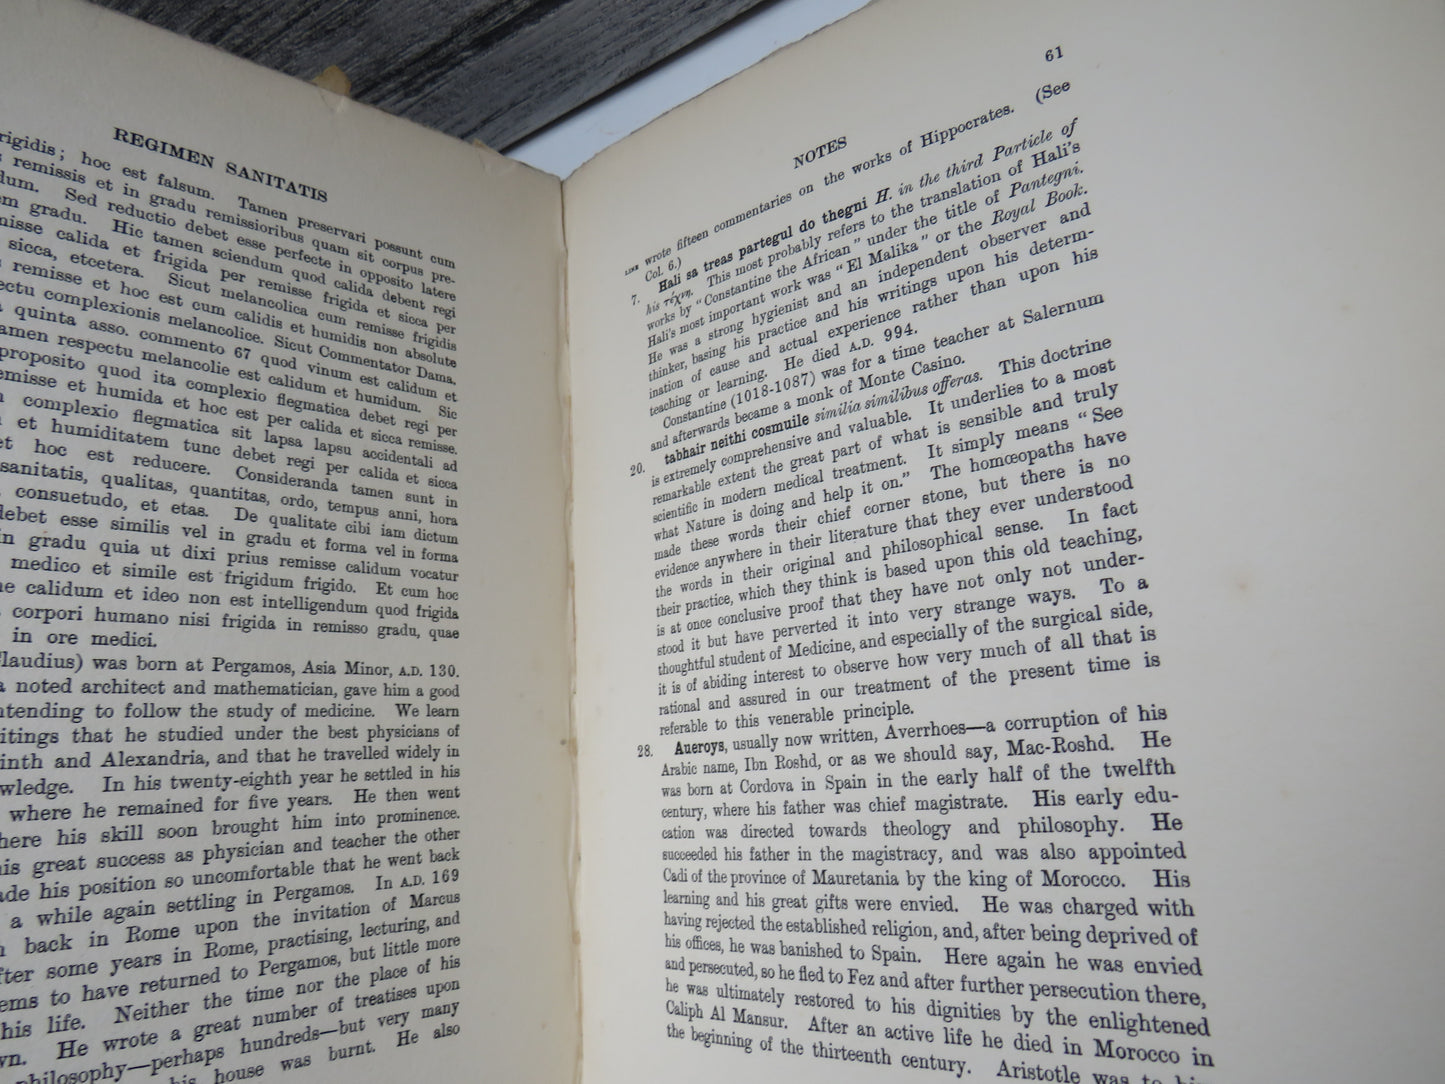 REGIMEN SANITATIS
rigidis; hoc est falsum. Tamen preservari possunt cum
remissis et in gradu remissioribus quam sit corpus pre-
dum. Sed reductio debet esse perfecte in opposito latere
gradu. Hic tamen sciendum quod calida debent regi
misse calida et frigida per remisse frigida et sicca per
sicca, etcetera. Sicut melancolica cum remisse frigidis
remisse et hoc est cum calidis et humidis non absolute
ectu complexionis melancolice. Sicut Commentator Dama.
quinta asso. commento 67 quod vinum est calidum et
amen respectu melancolie est calidum et humidum. Sic
proposito quod ita complexio flegmatica debet regi per
emisse et humida et hoc est per calida et sicca remisse.
complexio flegmatica sit lapsa lapsu accidentali ad
et humiditatem tunc debet regi per calida et sicca
et hoc est reducere. Consideranda tamen sunt in
sanitatis, qualitas, quantitas, ordo, tempus anni, hora
consuetudo, et etas. De qualitate cibi iam dictum
debet esse similis vel in gradu et forma vel in forma
in gradu quia ut dixi prius remisse calidum vocatur
medico et simile est frigidum frigido. Et cum hoc
ne calidum et ideo non est intelligendum quod frigida
corpori humano nisi frigida in remisso gradu, quae
in ore medici.
laudius) was born at Pergamos, Asia Minor, A.D. 130.
a noted architect and mathematician, gave him a good
ntending to follow the study of medicine. We learn
itings that he studied under the best physicians of
inth and Alexandria, and that he travelled widely in
wledge. In his twenty-eighth year he settled in his
where he remained for five years. He then went
here his skill soon brought him into prominence.
his great success as physician and teacher the other
ade his position so uncomfortable that he went back
a while again settling in Pergamos. In A.D. 169
back in Rome upon the invitation of Marcus
fter some years in Rome, practising, lecturing, and
ems to have returned to Pergamos, but little more
his life. Neither the time nor the place of his
wn. He wrote a great number of treatises upon
philosophy—perhaps hundreds—but very many
his house was burnt. He also
61
NOTES
LINE wrote fifteen commentaries on the works of Hippocrates. (See
Col. 6.)
7. Hali sa treas partegul do thegni H. in the third Particle of
his τέχνη. This most probably refers to the translation of Hali's
works by "Constantine the African" under the title of Pantegni.
Hali's most important work was "El Malika" or the Royal Book.
He was a strong hygienist and an independent observer and
thinker, basing his practice and his writings upon his determ-
ination of cause and actual experience rather than upon his
teaching or learning. He died A.D. 994.
Constantine (1018-1087) was for a time teacher at Salernum
and afterwards became a monk of Monte Casino.
20. tabhair neithi cosmuile similia similibus offeras. This doctrine
is extremely comprehensive and valuable. It underlies to a most
remarkable extent the great part of what is sensible and truly
scientific in modern medical treatment. It simply means "See
what Nature is doing and help it on." The homœopaths have
made these words their chief corner stone, but there is no
evidence anywhere in their literature that they ever understood
the words in their original and philosophical sense. In fact
their practice, which they think is based upon this old teaching,
is at once conclusive proof that they have not only not under-
stood it but have perverted it into very strange ways. To a
thoughtful student of Medicine, and especially of the surgical side,
it is of abiding interest to observe how very much of all that is
rational and assured in our treatment of the present time is
referable to this venerable principle.
28. Aueroys, usually now written, Averrhoes—a corruption of his
Arabic name, Ibn Roshd, or as we should say, Mac-Roshd. He
was born at Cordova in Spain in the early half of the twelfth
century, where his father was chief magistrate. His early edu-
cation was directed towards theology and philosophy. He
succeeded his father in the magistracy, and was also appointed
Cadi of the province of Mauretania by the king of Morocco. His
learning and his great gifts were envied. He was charged with
having rejected the established religion, and, after being deprived of
his offices, he was banished to Spain. Here again he was envied
and persecuted, so he fled to Fez and after further persecution there,
he was ultimately restored to his dignities by the enlightened
Caliph Al Mansur. After an active life he died in Morocco in
the beginning of the thirteenth century. Aristotle was to his